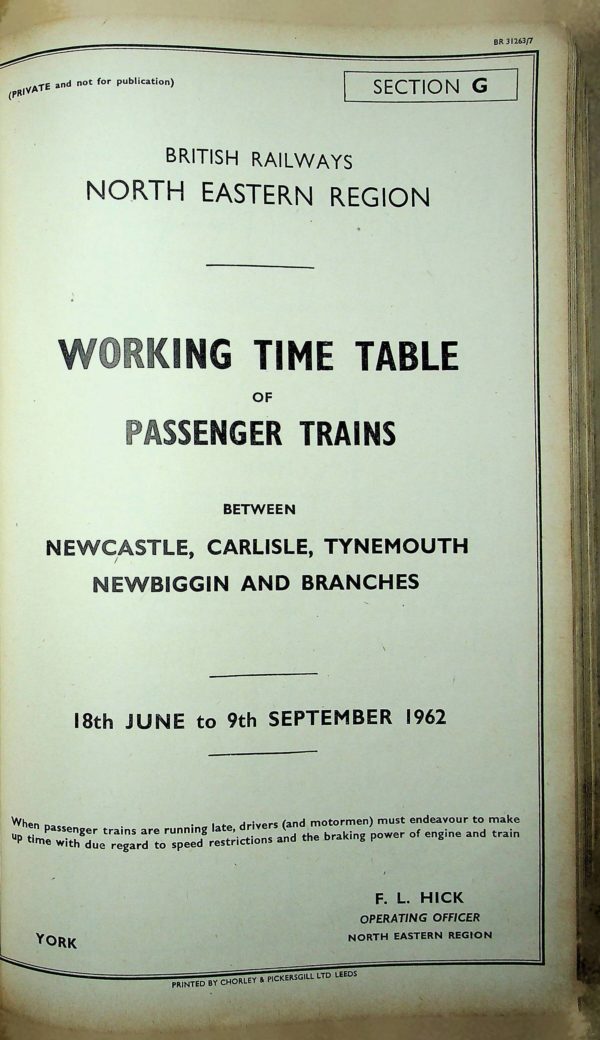 BR 31263/7
(PRIVATE and not for publication)
SECTION G
BRITISH RAILWAYS
NORTH EASTERN REGION
WORKING TIME TABLE
OF
PASSENGER TRAINS
BETWEEN
NEWCASTLE, CARLISLE, TYNEMOUTH
NEWBIGGIN AND BRANCHES
18th JUNE to 9th SEPTEMBER 1962
When passenger trains are running late, drivers (and motormen) must endeavour to make
up time with due regard to speed restrictions and the braking power of engine and train
F. L. HICK
OPERATING OFFICER
NORTH EASTERN REGION
YORK
PRINTED BY CHORLEY & PICKERSGILL LTD LEEDS